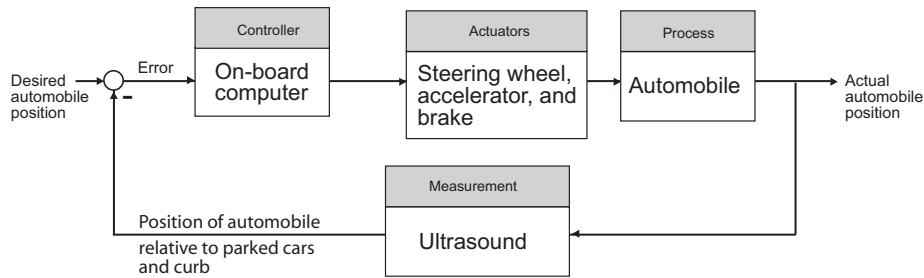 Controller
Actuators
Process
Desired
automobile
position
Error
-
On-board
computer
Steering wheel,
accelerator, and
brake
Automobile
Actual
automobile
position
Measurement
Ultrasound
Position of automobile
relative to parked cars
and curb